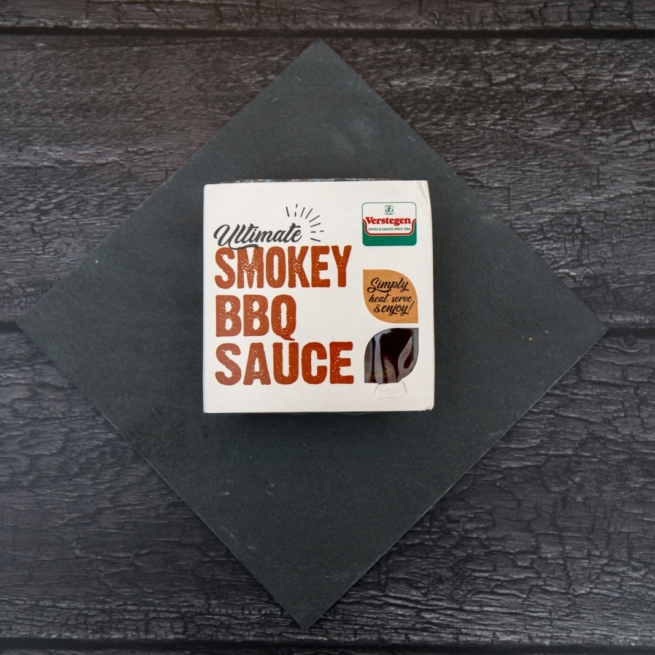 Ultimate
SMOKEY
BBQ
SAUCE
Verstegen
Simply
heat, serve
& enjoy!